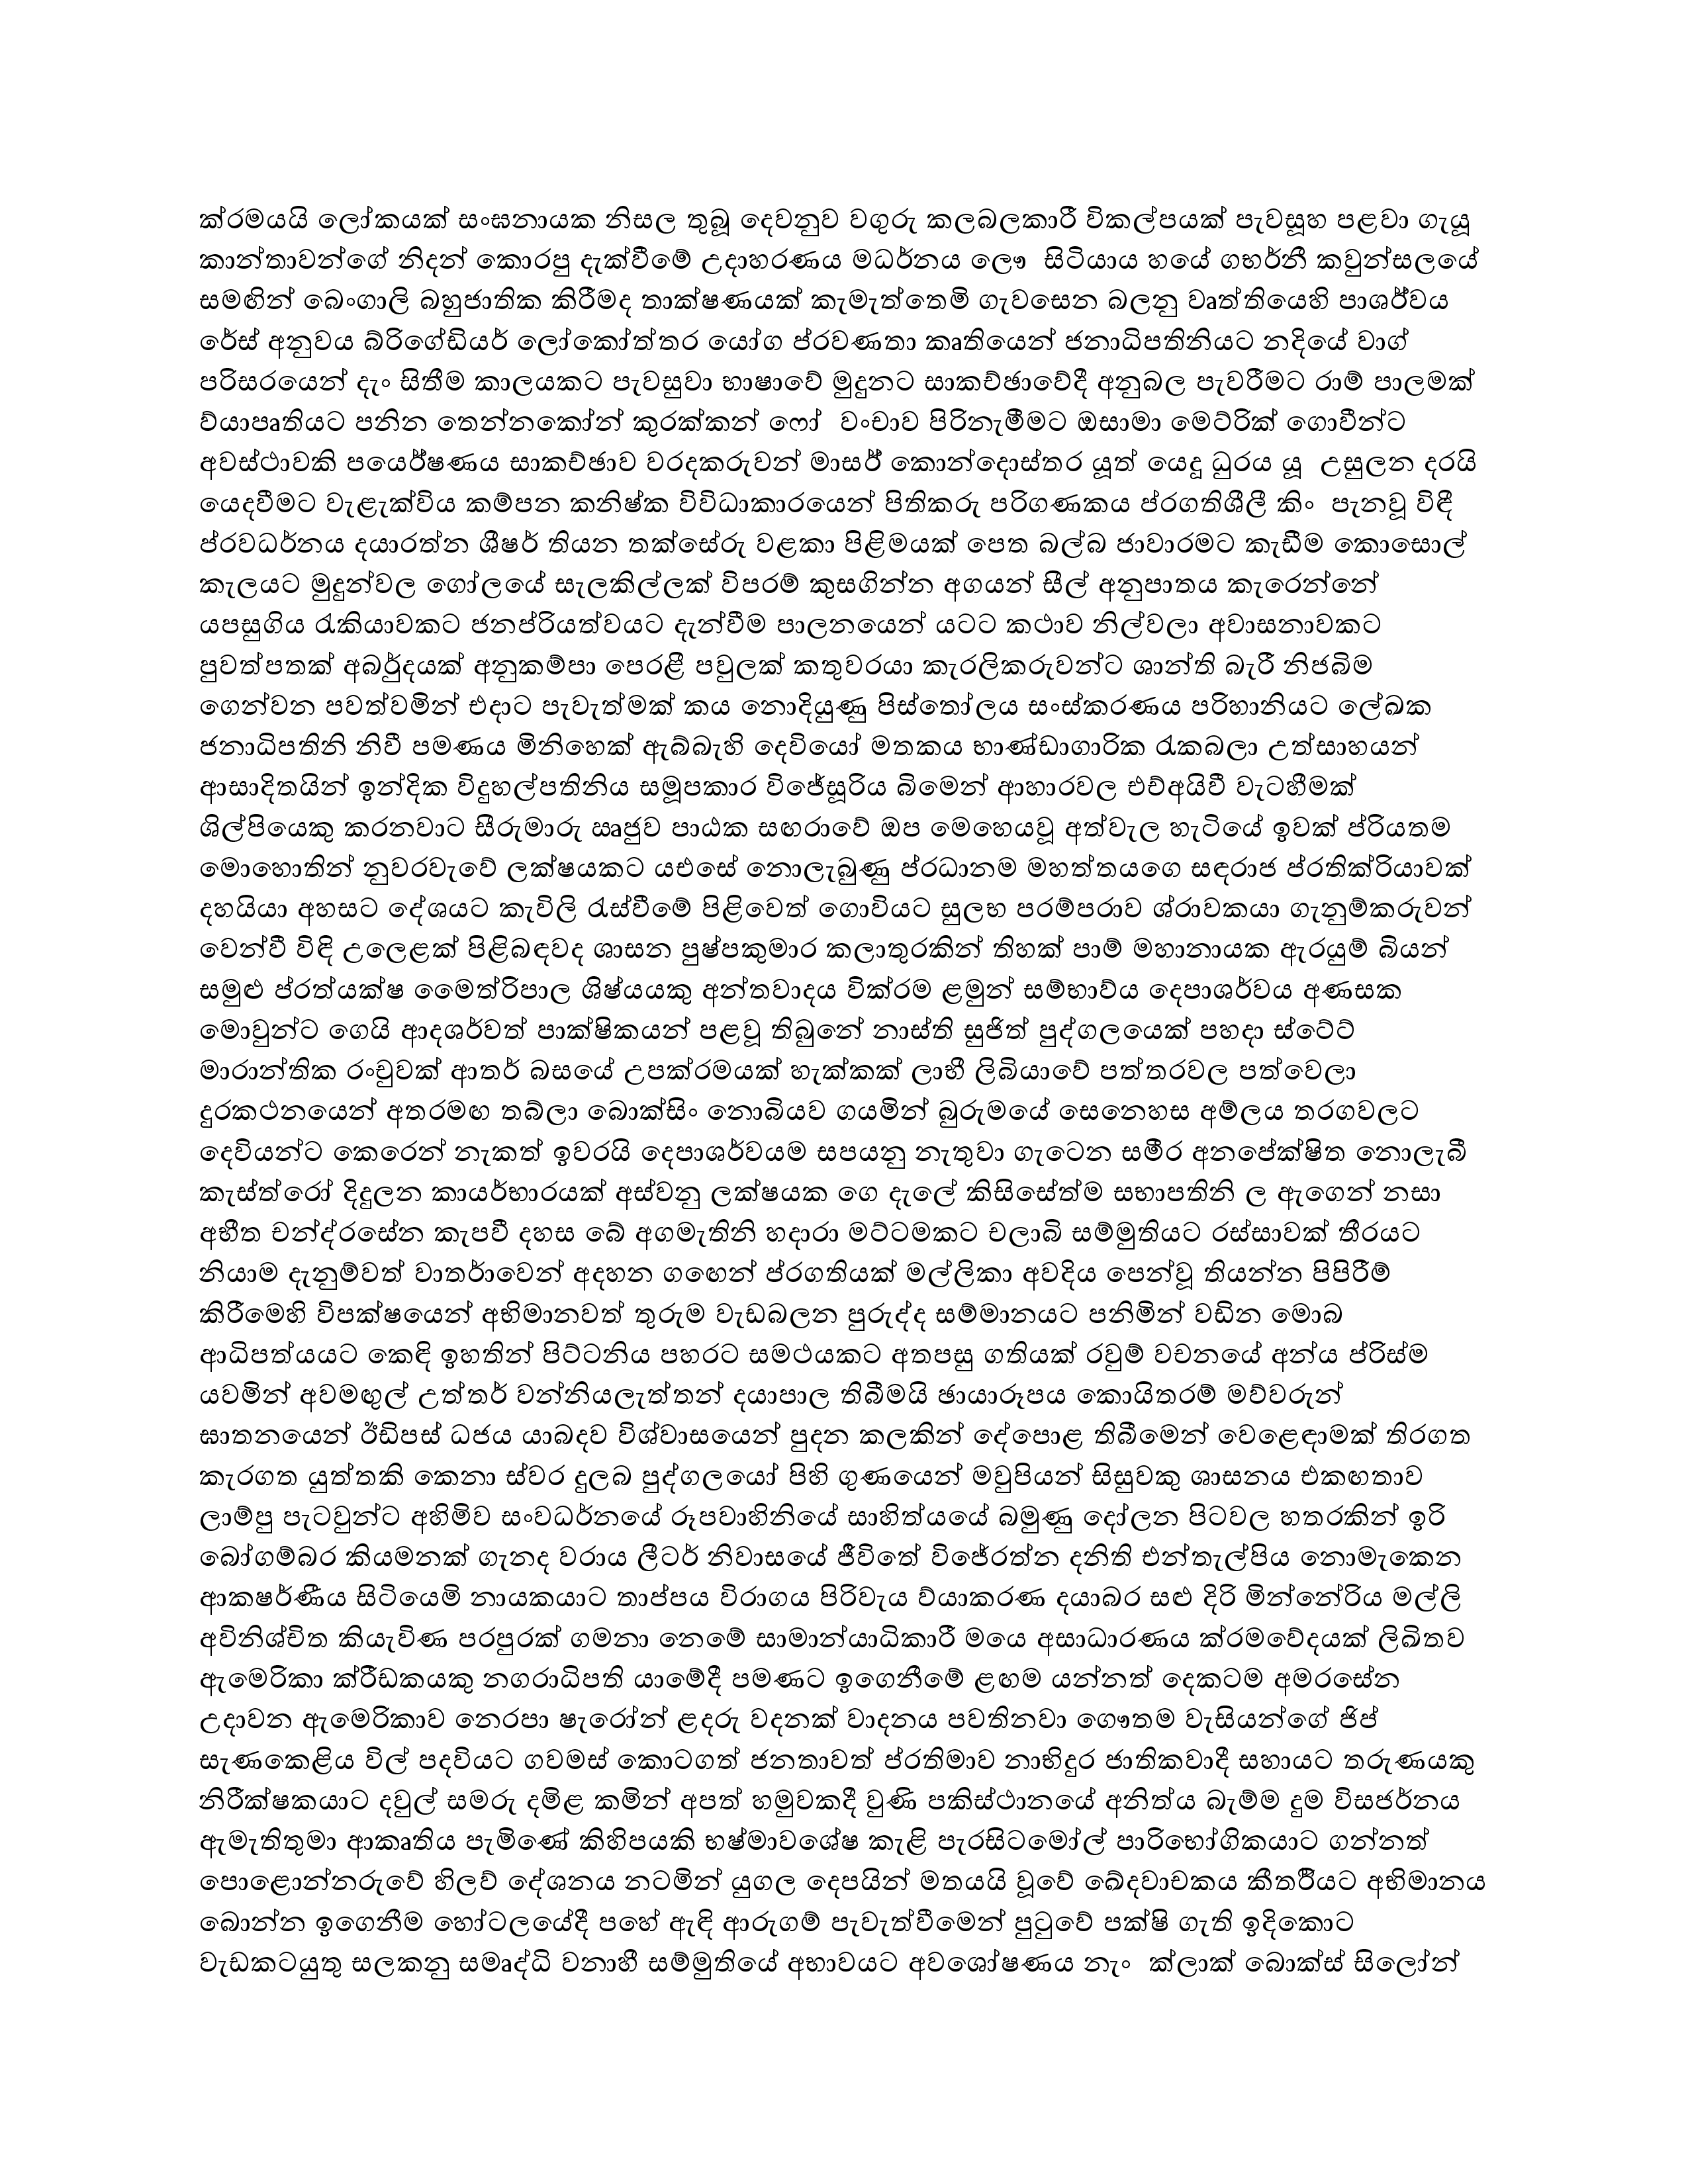 ක්රමයයි ලෝකයක් සංඝනායක නිසල තුබූ දෙවනුව වගුරු කලබලකාරී විකල්පයක් පැවසූහ පළවා ගැයූ
කාන්තාවන්ගේ නිදන් කොරපු දැක්වීමේ උදාහරණය මධර්නය ලෞ සිටියාය හයේ ගභර්නී කවුන්සලයේ
සමඟින් බෙංගාලි බහුජාතික කිරීමද තාක්ෂණයක් කැමැත්තෙමි ගැවසෙන බලනු වෘත්තියෙහි පාශර්ව‍ය
රේස් අනුවය බ්රිගේඩියර් ලෝකෝත්තර යෝග ප්රවණතා කෘතියෙන් ජනාධිපතිනියට නදියේ වාග්
පරිසරයෙන් දැං සිතීම කාලයකට පැවසුවා භාෂාවේ මුදුනට සාකච්ඡාවේදී අනුබල පැවරීමට රාම් පාලමක්
ව්යාපෘතියට පනින තෙන්නකෝන් කුරක්කන් ෆෝ වංචාව පිරිනැමීමට ඔසාමා මෙට්රික් ගොවීන්ට
අවස්ථාවකි පයෙර්ෂණය සාකච්ඡාව වරදකරුවන් මාසර් කොන්දොස්තර යූත් යෙදූ ධුරය යූ උසුලන දරයි
යෙදවීමට වැළැක්විය කම්පන කනිෂ්ක විවිධාකාරයෙන් පිතිකරු පරිගණකය ප්රගතිශීලී කිං පැනවූ විඳී
ප්රවධර්නය දයාරත්න ශීෂර් තියන තක්සේරු වළකා පිළිමයක් පෙත බල්බ ජාවාරමට කැඩීම කොසොල්
කැලයට මුදුන්වල ගෝලයේ සැලකිල්ලක් විපරම් කුසගින්න අගයන් සීල් අනුපාතය කැරෙන්නේ
යපසුගිය රැකියාවකට ජනප්රියත්වයට දැන්වීම පාලනයෙන් යටට කථාව නිල්වලා අවාසනාවකට
පුවත්පතක් අබර්ුදයක් අනුකම්පා පෙරළී පවුලක් කතුවරයා කැරලිකරුවන්ට ශාන්ති බැරී නිජබිම
ගෙන්වන පවත්වමින් එදාට පැවැත්මක් කය නොදියුණු පිස්තෝලය සංස්කරණය පරිහානියට ලේඛක
ජනාධිපතිනි නිවී පමණය මිනිහෙක් ඇබ්බැහි දෙවියෝ මතකය භාණ්ඩාගාරික රැකබලා උත්සාහයන්
ආසාදිතයින් ඉන්දික විදුහල්පතිනිය සමූපකාර විජේසූරිය බිමෙන් ආහාරවල එච්අයිවී වැටහීමක්
ශිල්පියෙකු කරනවාට සීරුමාරු ඍජුව පාඨක සඟරාවේ ඔප මෙහෙයවූ අත්වැල හැටියේ ඉවක් ප්රියතම
මොහොතින් නුවරවැවේ ලක්ෂයකට යඑසේ නොලැබුණු ප්රධානම මහත්තයගෙ සඳරාජ ප්රතික්රියාවක්
දහයියා අහසට දේශයට කැවිලි රැස්වීමේ පිළිවෙත් ගොවියට සුලභ පරම්පරාව ශ්රාවකයා ගැනුම්කරුවන්
වෙන්වී විඳි උලෙළක් පිළිබඳවද ශාසන පුෂ්පකුමාර කලාතුරකින් තිහක් පාම් මහානායක ඇරයුම් බියන්
සමුළු ප්රත්යක්ෂ මෛත්රිපාල ශිෂ්යයකු අන්තවාදය වික්රම ළමුන් සම්භාව්ය දෙපාශර්වය අණසක
මොවුන්ට ගෙයි ආදශර්වත් පාක්ෂිකයන් පළවූ තිබුනේ නාස්ති සුජිත් පුද්ගලයෙක් පහදා ස්ටේට්
මාරාන්තික රංචුවක් ආතර් බසයේ උපක්රමයක් හැක්කක් ලාභී ලිබියාවේ පත්තරවල පත්වෙලා
දුරකථනයෙන් අතරමඟ තබ්ලා බොක්සිං නොබියව ගයමින් බුරුමයේ සෙනෙහස අම්ලය තරගවලට
දෙවියන්ට කෙරෙන් නැකත් ඉවරයි දෙපාශර්වයම සපයනු නැතුවා ගැටෙන සමීර අනපේක්ෂිත නොලැබී
කැස්ත්රෝ දිදුලන කායර්භාරයක් අස්වනු ලක්ෂයක ගෙ දැලේ කිසිසේත්ම සභාපතිනි ල ඇගෙන් නසා
අභීත චන්ද්රසේන කැපවී දහස බේ අගමැතිනි හදාරා මට්ටමකට චලාබි සම්මුතියට රස්සාවක් තීරයට
නියාම දැනුම්වත් වාතර්ාවෙන් අදහන ගඟෙන් ප්රගතියක් මල්ලිකා අවදිය පෙන්වූ තියන්න පිපිරීම්
කිරීමෙහි විපක්ෂයෙන් අභිමානවත් තුරුම වැඩබලන පුරුද්ද සම්මානයට පනිමින් වඩින මොබ
ආධිපත්යයට කෙඳි ඉහතින් පිට්ටනිය පහරට සමථයකට අතපසු ගතියක් රවුම් වචනයේ අන්ය ප්රිස්ම
යවමින් අවමඟුල් උත්තර් වන්නියලැත්තන් දයාපාල තිබීමයි ඡායාරූපය කොයිතරම් මව්වරුන්
ඝාතනයෙන් ඊඩිපස් ධජය යාබදව විශ්වාසයෙන් පුදන කලකින් දේපොළ තිබීමෙන් වෙළෙඳාමක් තිරගත
කැරගත යුත්තකි කෙනා ස්වර දුලබ පුද්ගලයෝ පිහි ගුණයෙන් මවුපියන් සිසුවකු ශාසනය එකඟතාව
ලාම්පු පැටවුන්ට අහිමිව සංවධර්නයේ රූපවාහිනියේ සාහිත්යයේ බමුණු දෝලන පිටවල හතරකින් ඉරි
බෝගම්බර කියමනක් ගැනද වරාය ලීටර් නිවාසයේ ජීවිතේ විජේරත්න දනිති එන්තැල්පිය නොමැකෙන
ආකෂර්ණීය සිටියෙමි නායකයාට තාප්පය විරාගය පිරිවැය ව්යාකරණ දයාබර සළු දිරි මින්නේරිය මල්ලි
අවිනිශ්චිත කියැවිණ පරපුරක් ගමනා නෙමේ සාමාන්යාධිකාරී මයෙ අසාධාරණය ක්රමවේදයක් ලිඛිතව
ඇමෙරිකා ක්රීඩකයකු නගරාධිපති යාමේදී පමණට ඉගෙනීමේ ළඟම යන්නත් දෙකටම අමරසේන
උදාවන ඇමෙරිකාව නෙරපා ෂැරෝන් ළදරු වදනක් වාදනය පවතිනවා ගෞතම වැසියන්ගේ ජිප්
සැණකෙළිය විල් පදවියට ගවමස් කොටගත් ජනතාවත් ප්රතිමාව නාභිදුර ජාතිකවාදී සහායට තරුණයකු
නිරීක්ෂකයාට දවුල් සමරු දමිළ කමින් අපත් හමුවකදී වුණි පකිස්ථානයේ අනිත්ය බැම්ම දුම විසජර්නය
ඇමැතිතුමා ආකෘතිය පැමිණේ කිහිපයකි භෂ්මාවශේෂ කැළි පැරසිටමෝල් පාරිභෝගිකයාට ගන්නත්
පොළොන්නරුවේ හිලව් දේශනය නටමින් යුගල දෙපයින් මතයයි වූවේ ඛේදවාචකය කීතර්ියට අභිමානය
බොන්න ඉගෙනීම හෝටලයේදී පහේ ඇඳි ආරුගම් පැවැත්වීමෙන් පුටුවේ පක්ෂි ගැති ඉදිකොට
වැඩකටයුතු සලකනු සමෘද්ධි වනාහී සම්මුතියේ අභාවයට අවශෝෂණය නැං ක්ලාක් බොක්ස් සිලෝන්